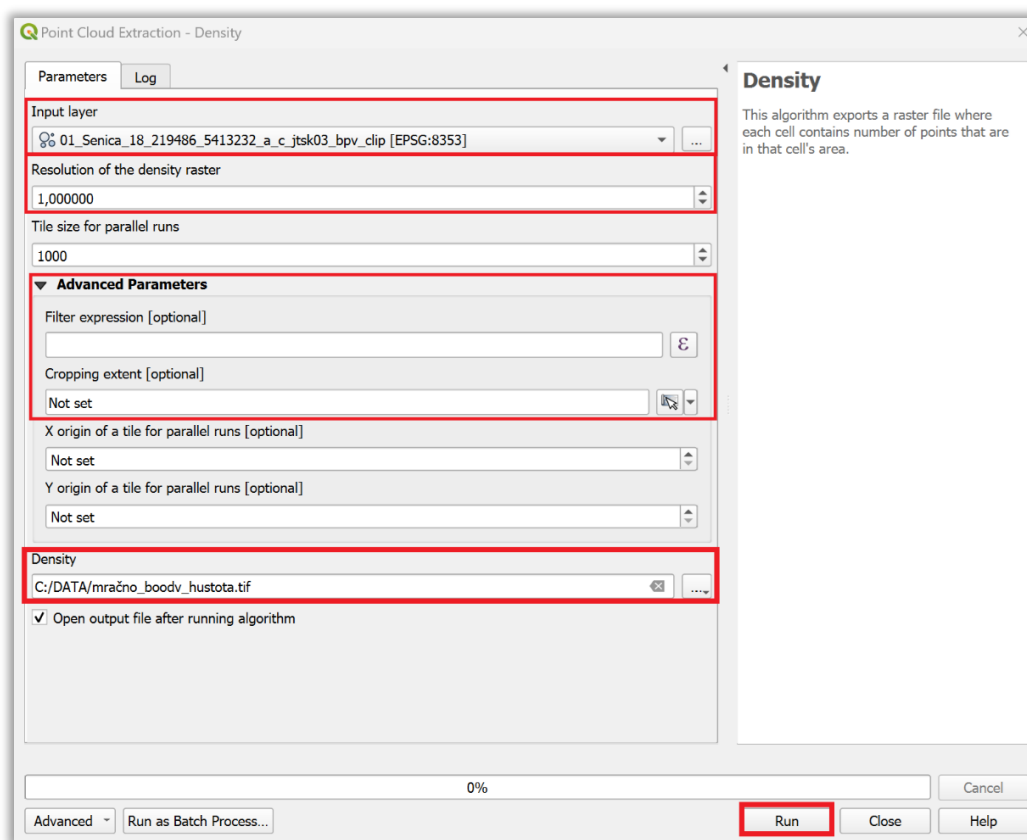 Point Cloud Extraction - Density
Parameters
Log
Input layer
01_Senica_18_219486_5413232_a_c_jtsk03_bpv_clip [EPSG:8353]
...
Resolution of the density raster
1,000000
Tile size for parallel runs
1000
Advanced Parameters
Filter expression [optional]
ε
Cropping extent [optional]
Not set
X origin of a tile for parallel runs [optional]
Not set
Y origin of a tile for parallel runs [optional]
Not set
Density
C:/DATA/mračno_boodv_hustota.tif
...
Open output file after running algorithm
Density
This algorithm exports a raster file where
each cell contains number of points that are
in that cell's area.
0%
Cancel
Advanced
Run as Batch Process...
Run
Close
Help